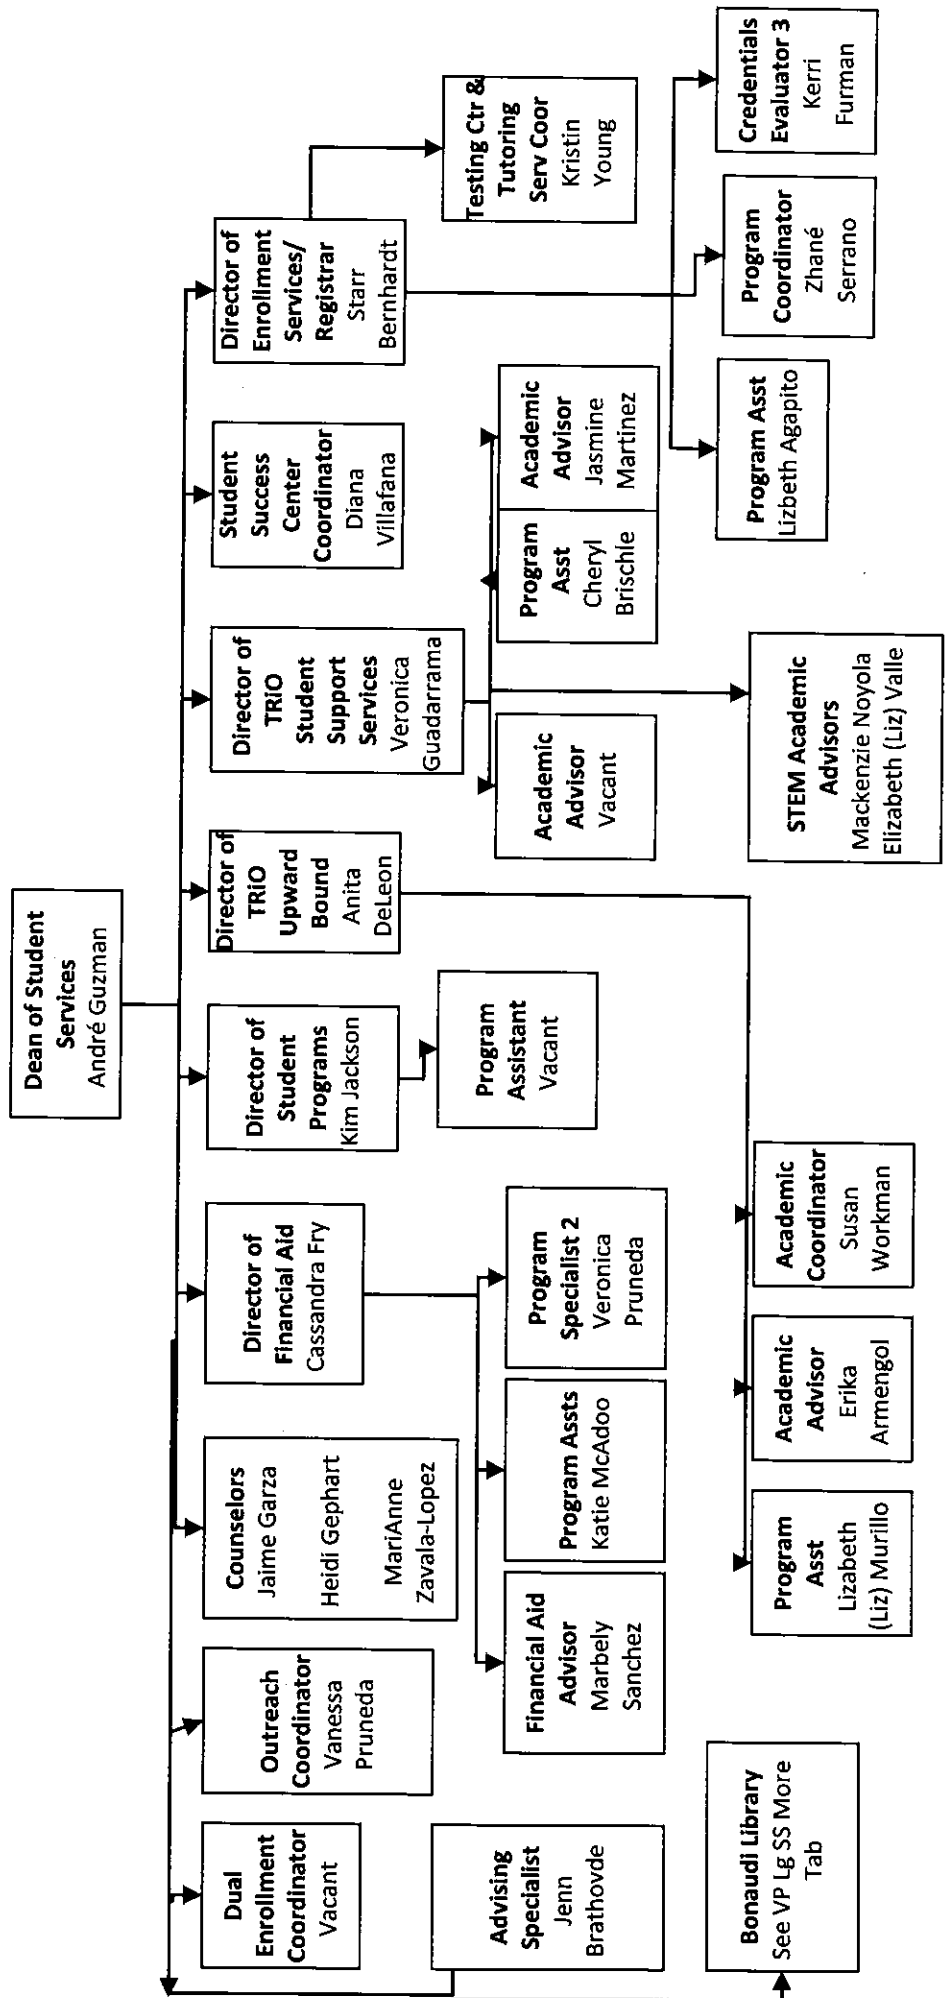 Dean of Student
Services
André Guzman
Dual
Enrollment
Coordinator
Vacant
Outreach
Coordinator
Vanessa
Pruneda
Counselors
Jaime Garza
Heidi Gephart
MariAnne
Zavala-Lopez
Director of
Financial Aid
Cassandra Fry
Director of
Student
Programs
Kim Jackson
Director of
TRiO
Upward
Bound
Anita
DeLeon
Director of
TRiO
Student
Support
Services
Veronica
Guadarrama
Student
Success
Center
Coordinator
Diana
Villafana
Director of
Enrollment
Services/
Registrar
Starr
Bernhardt
Advising
Specialist
Jenn
Brathovde
Financial Aid
Advisor
Marbely
Sanchez
Program Assts
Katie McAdoo
Program
Specialist 2
Veronica
Pruneda
Program
Assistant
Vacant
Academic
Advisor
Vacant
Program
Asst
Cheryl
Brischle
Academic
Advisor
Jasmine
Martinez
Testing Ctr &
Tutoring
Serv Coor
Kristin
Young
Bonaudi Library
See VP Lg SS More
Tab
Program
Asst
Lizabeth
(Liz) Murillo
Academic
Advisor
Erika
Armengol
Academic
Coordinator
Susan
Workman
STEM Academic
Advisors
Mackenzie Noyola
Elizabeth (Liz) Valle
Program Asst
Lizbeth Agapito
Program
Coordinator
Zhané
Serrano
Credentials
Evaluator 3
Kerri
Furman